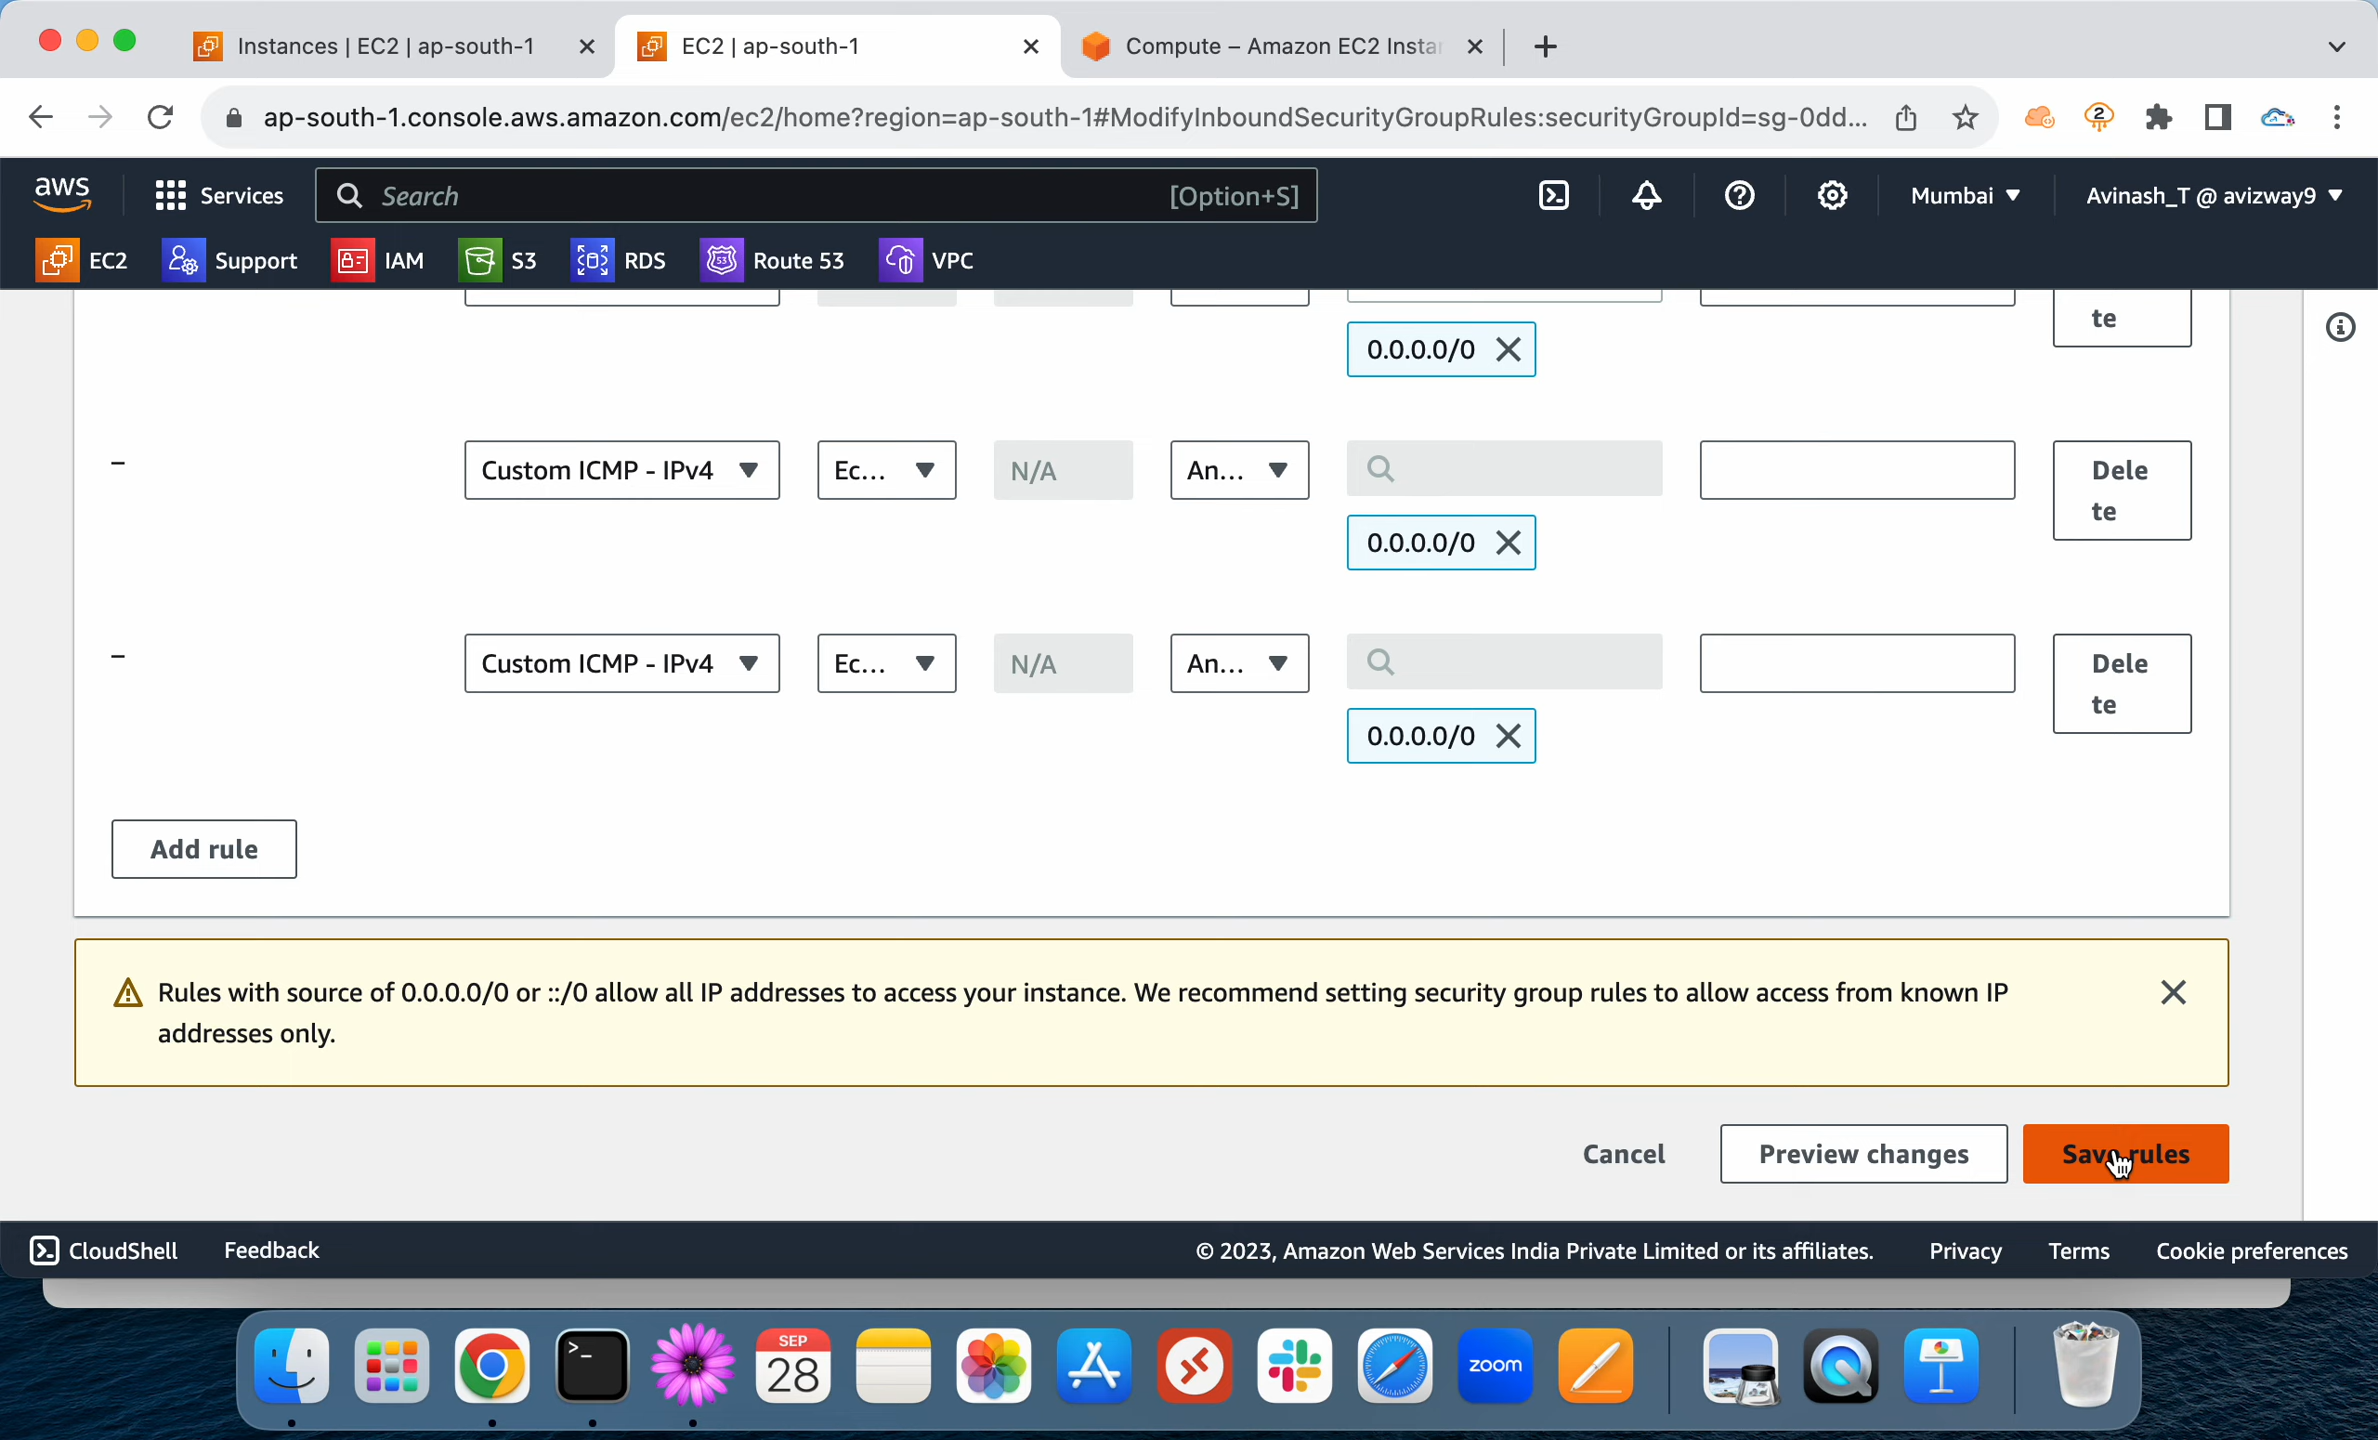 Instances | EC2 | ap-south-1
EC2 | ap-south-1
Compute – Amazon EC2 Insta
ap-south-1.console.aws.amazon.com/ec2/home?region=ap-south-1#ModifyInboundSecurityGroupRules:securityGroupId=sg-0dd...
2
aws
Services
Search
[Option+S]
Mumbai
Avinash_T @ avizway9
EC2
Support
IAM
S3
RDS
53
Route 53
VPC
te
0.0.0.0/0
–
Custom ICMP - IPv4
Ec...
N/A
An...
Dele
te
0.0.0.0/0
–
Custom ICMP - IPv4
Ec...
N/A
An...
Dele
te
0.0.0.0/0
Add rule
Rules with source of 0.0.0.0/0 or ::/0 allow all IP addresses to access your instance. We recommend setting security group rules to allow access from known IP
addresses only.
Cancel
Preview changes
Save rules
CloudShell
Feedback
© 2023, Amazon Web Services India Private Limited or its affiliates.
Privacy
Terms
Cookie preferences
SEP
28
zoom